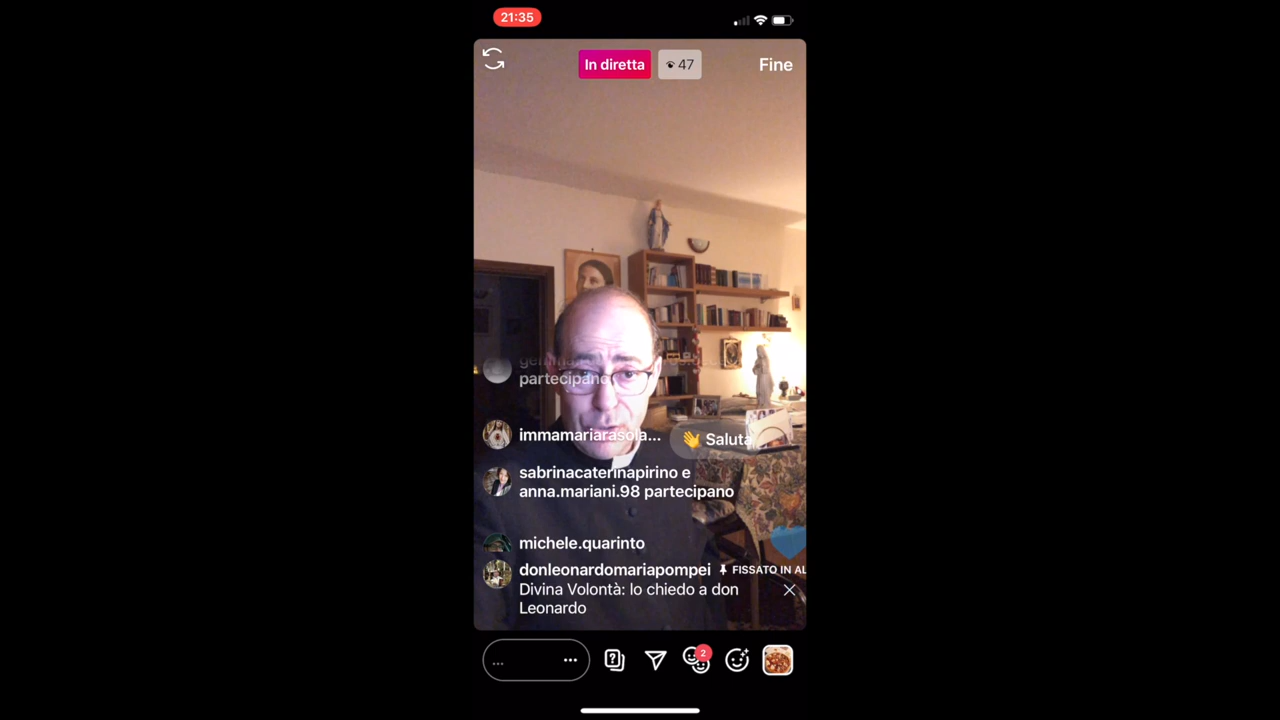 21:35
In diretta
47
Fine
partecipano
immamariarasola...
👋 Saluta
sabrinacaterinapirino e
anna.mariani.98 partecipano
michele.quarinto
donleonardomariapompei
FISSATO IN AL
Divina Volontà: lo chiedo a don
Leonardo
...
2